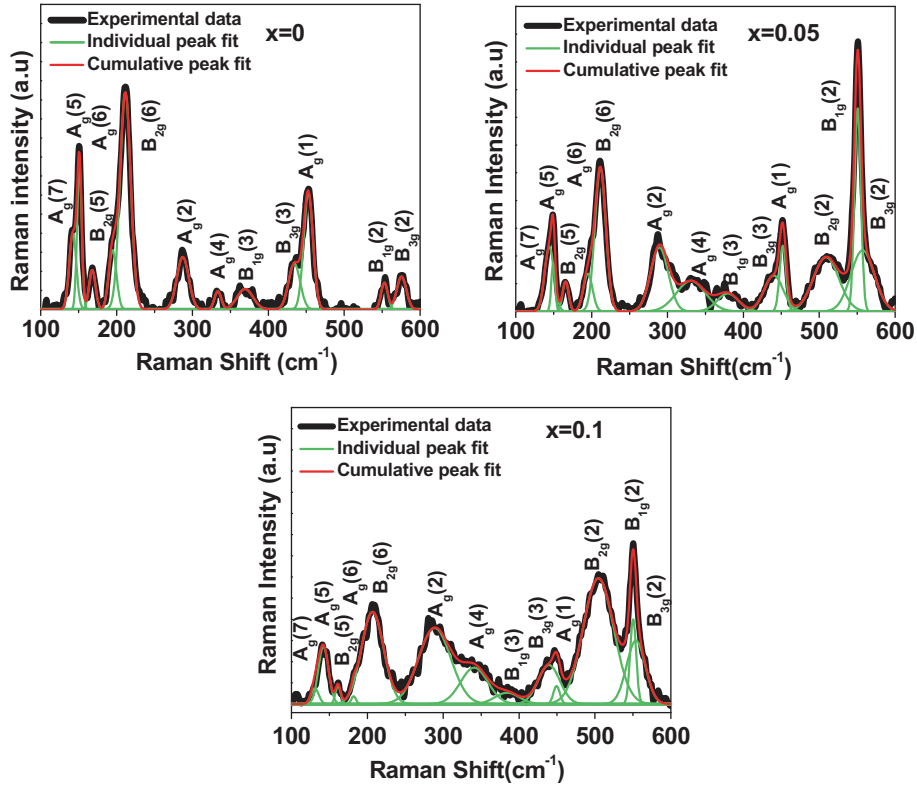 Experimental data
Individual peak fit
Cumulative peak fit
x=0
Raman intensity (a.u)
Ag(7)
Ag(5)
B2g(5)
Ag(6)
B2g(6)
Ag(2)
Ag(4)
B1g(3)
B3g(3)
Ag(1)
B1g(2)
B3g(2)
100 200 300 400 500 600
Raman Shift (cm-1)
Experimental data
Individual peak fit
Cumulative peak fit
x=0.05
Raman intensity (a.u)
Ag(7)
Ag(5)
B2g(5)
Ag(6)
B2g(6)
Ag(2)
Ag(4)
B1g(3)
B3g(3)
Ag(1)
B2g(2)
B1g(2)
B3g(2)
100 200 300 400 500 600
Raman Shift(cm-1)
Experimental data
Individual peak fit
Cumulative peak fit
x=0.1
Raman Intensity (a.u)
Ag(7)
Ag(5)
B2g(5)
Ag(6)
B2g(6)
Ag(2)
Ag(4)
B1g(3)
B3g(3)
Ag(1)
B2g(2)
B1g(2)
B3g(2)
100 200 300 400 500 600
Raman Shift(cm-1)